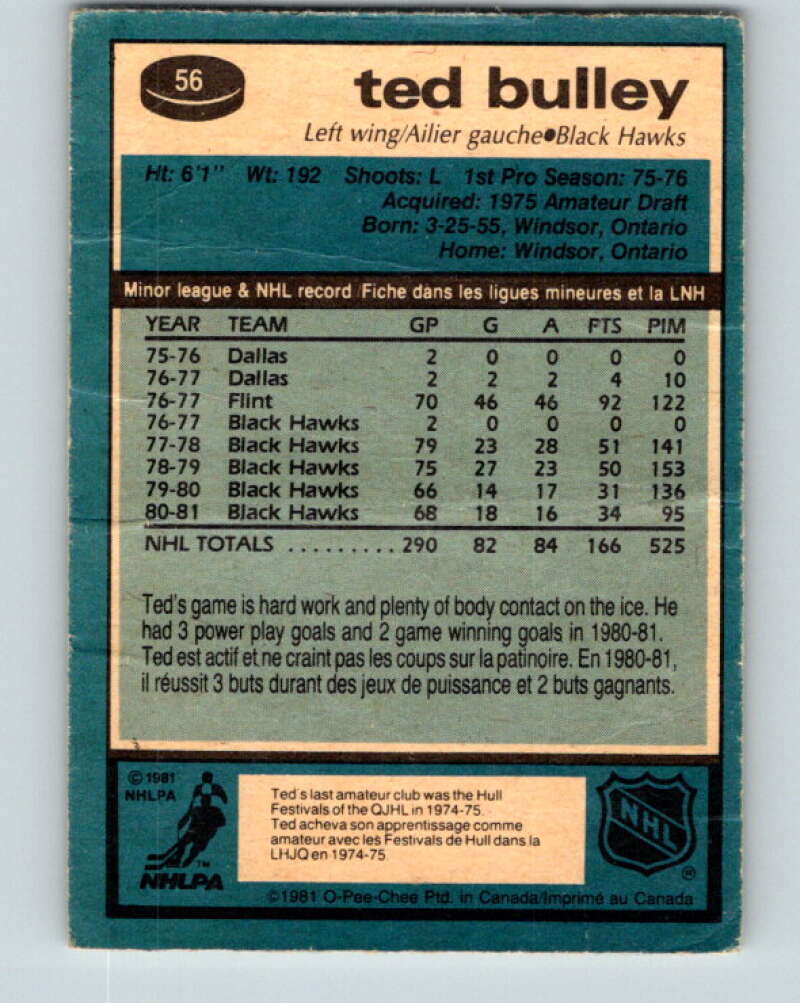 56
ted bulley
Left wing/Ailier gauche●Black Hawks
Ht: 6'1" Wt: 192 Shoots: L 1st Pro Season: 75-76
Acquired: 1975 Amateur Draft
Born: 3-25-55, Windsor, Ontario
Home: Windsor, Ontario
Minor league & NHL record/Fiche dans les ligues mineures et la LNH
YEAR TEAM GP G A PTS PIM
75-76 Dallas 2 0 0 0 0
76-77 Dallas 2 2 2 4 10
76-77 Flint 70 46 46 92 122
76-77 Black Hawks 2 0 0 0 0
77-78 Black Hawks 79 23 28 51 141
78-79 Black Hawks 75 27 23 50 153
79-80 Black Hawks 66 14 17 31 136
80-81 Black Hawks 68 18 16 34 95
NHL TOTALS .......... 290 82 84 166 525
Ted's game is hard work and plenty of body contact on the ice. He
had 3 power play goals and 2 game winning goals in 1980-81.
Ted est actif et ne craint pas les coups sur la patinoire. En 1980-81,
il réussit 3 buts durant des jeux de puissance et 2 buts gagnants.
©1981
NHLPA
TM
NHLPA
Ted's last amateur club was the Hull
Festivals of the QJHL in 1974-75.
Ted acheva son apprentissage comme
amateur avec les Festivals de Hull dans la
LHJQ en 1974-75.
NHL
®
©1981 O-Pee-Chee Ptd. in Canada/Imprimé au Canada